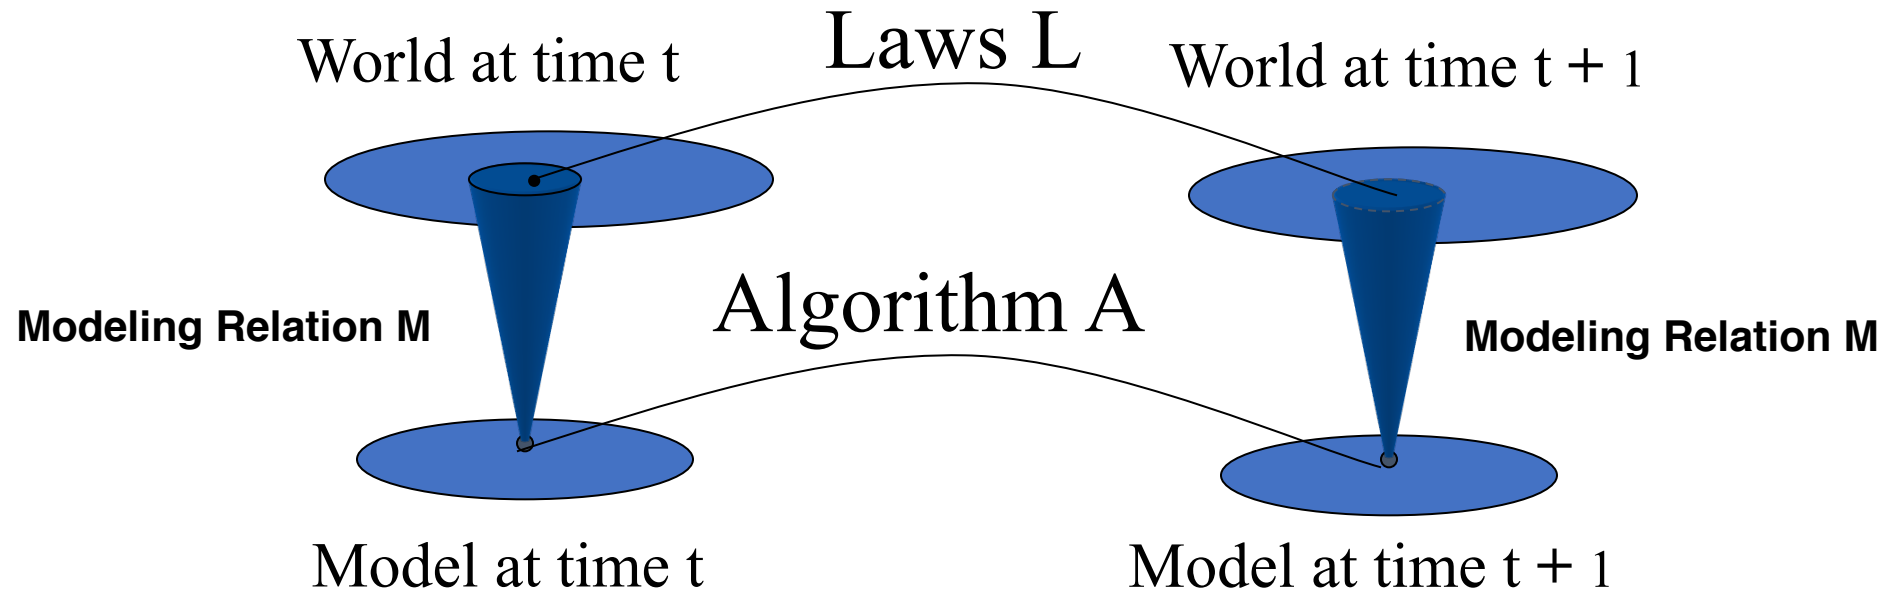 Laws L
World at time t
World at time t + 1
Algorithm A
Modeling Relation M
Modeling Relation M
Model at time t
Model at time t + 1